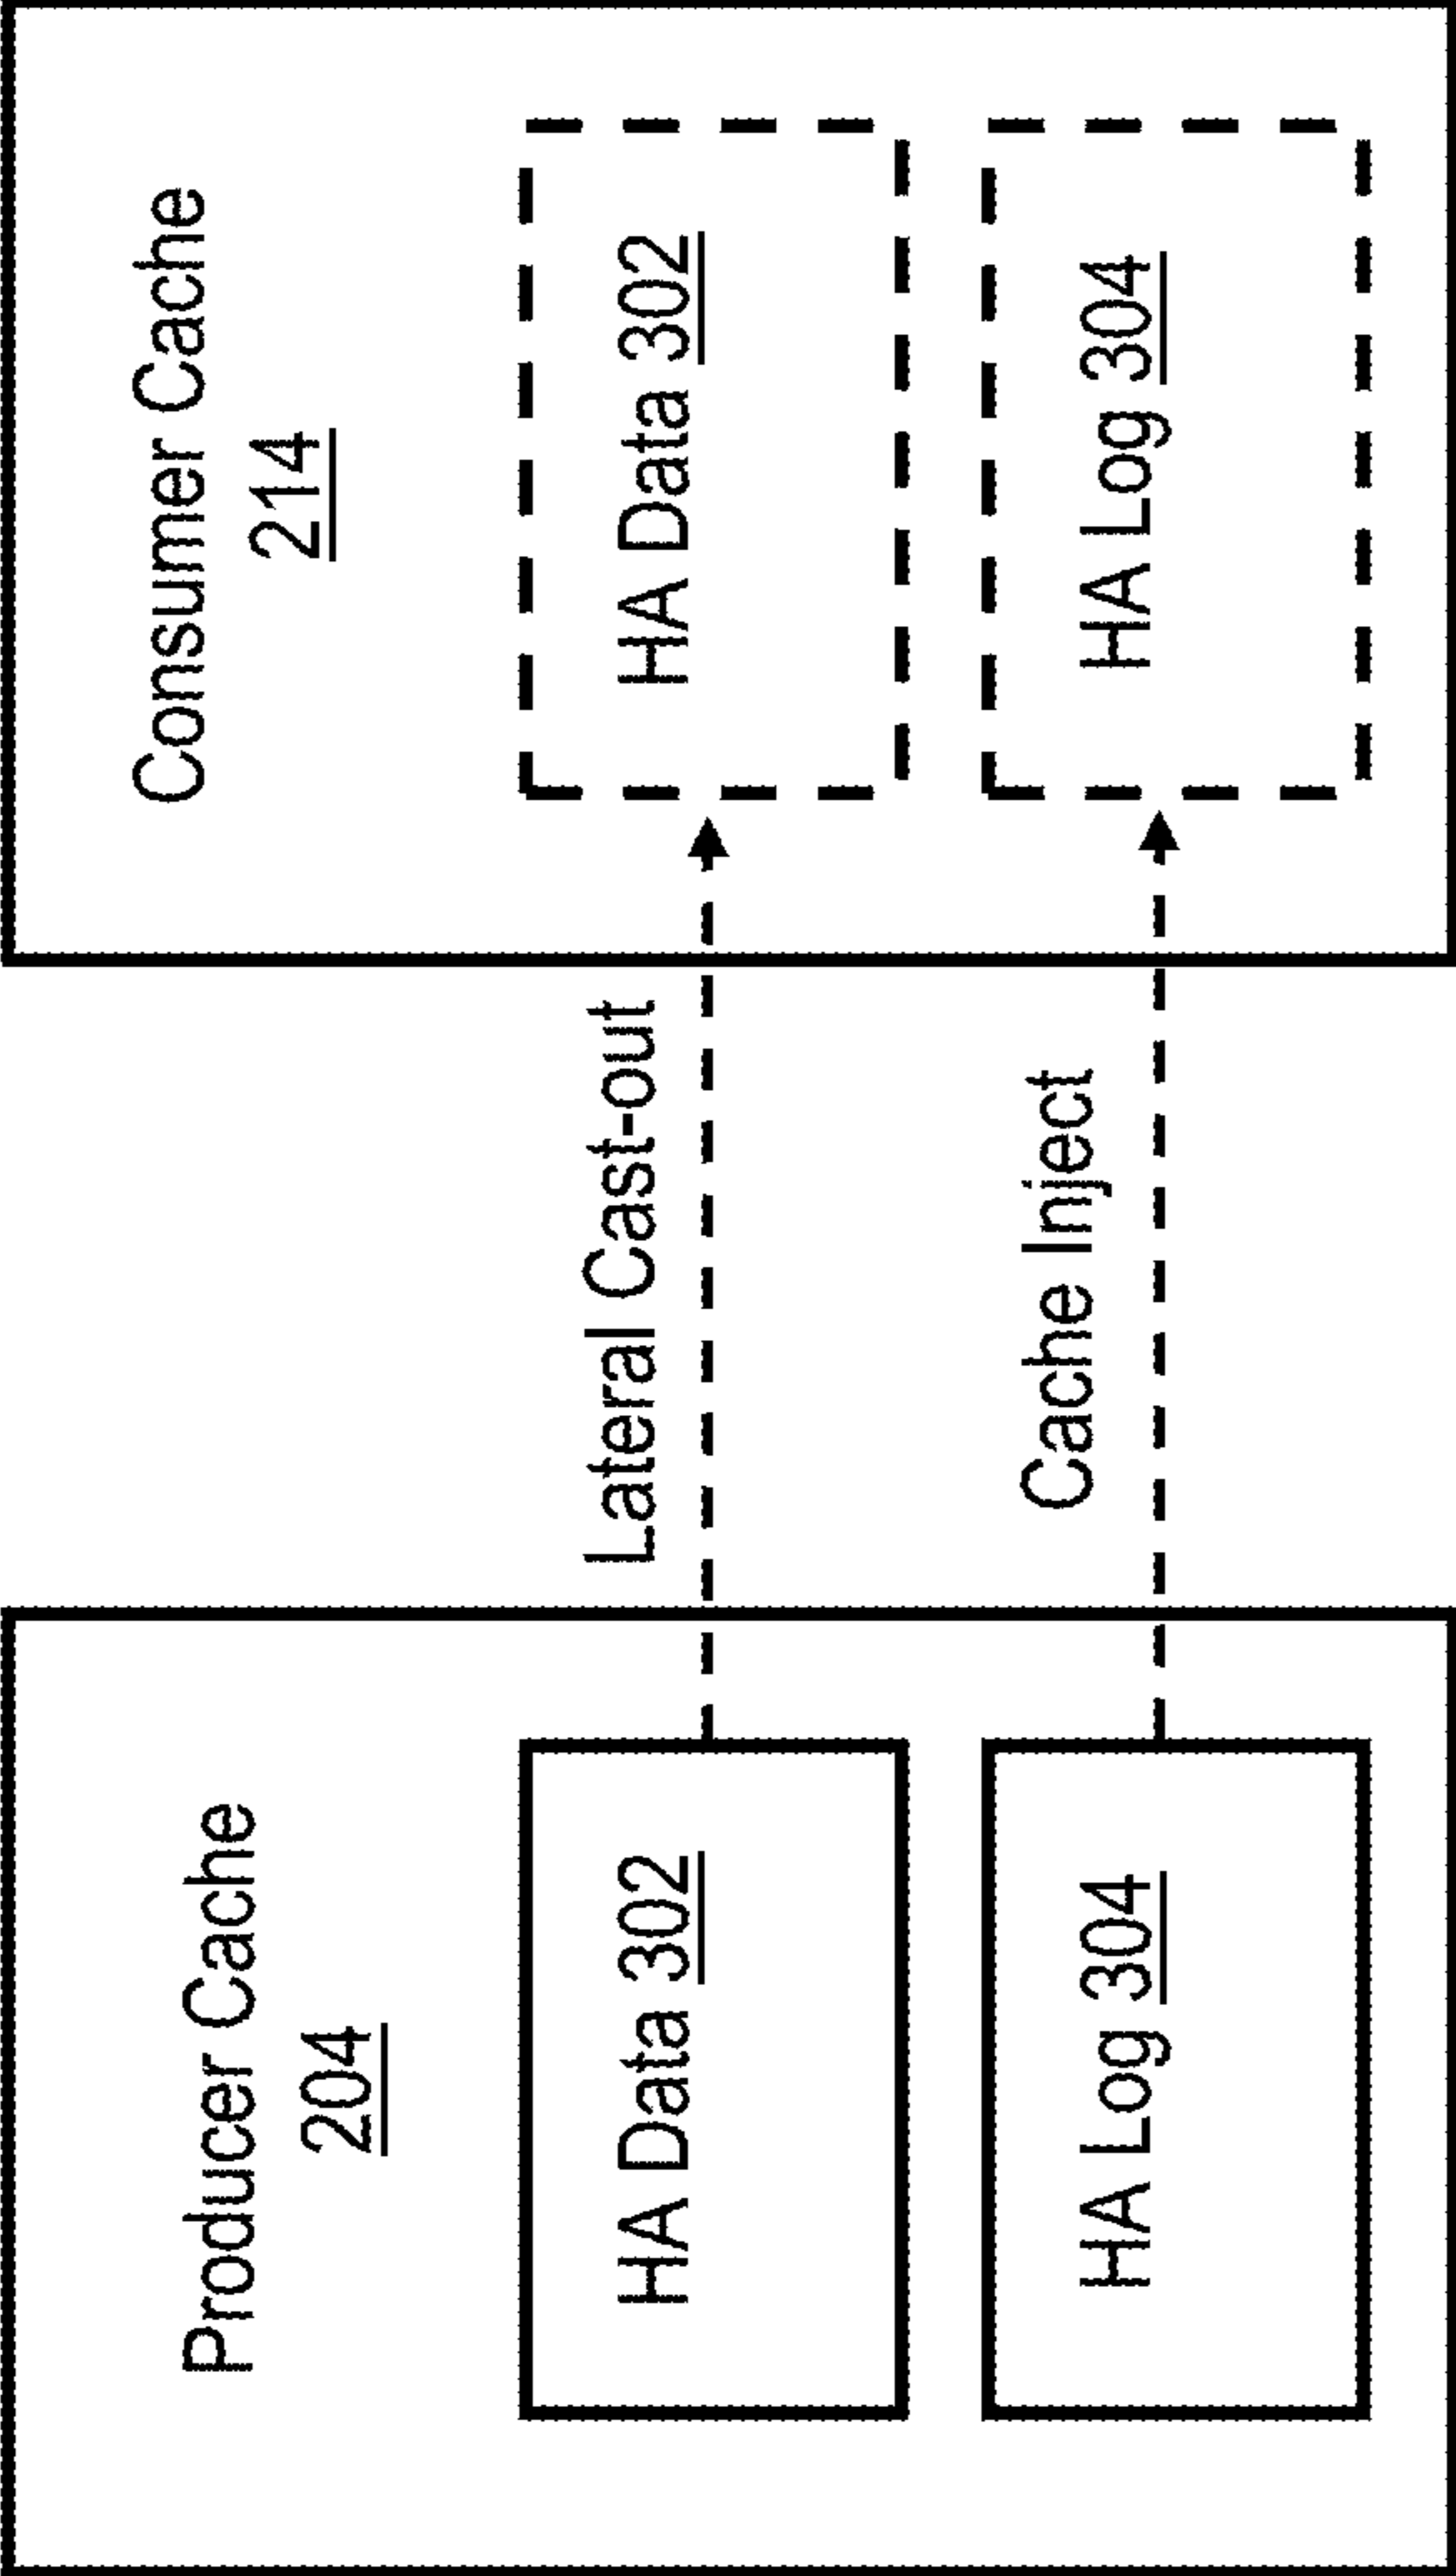 Producer Cache
204
HA Data 302
HA Log 304
Lateral Cast-out
Cache Inject
Consumer Cache
214
HA Data 302
HA Log 304